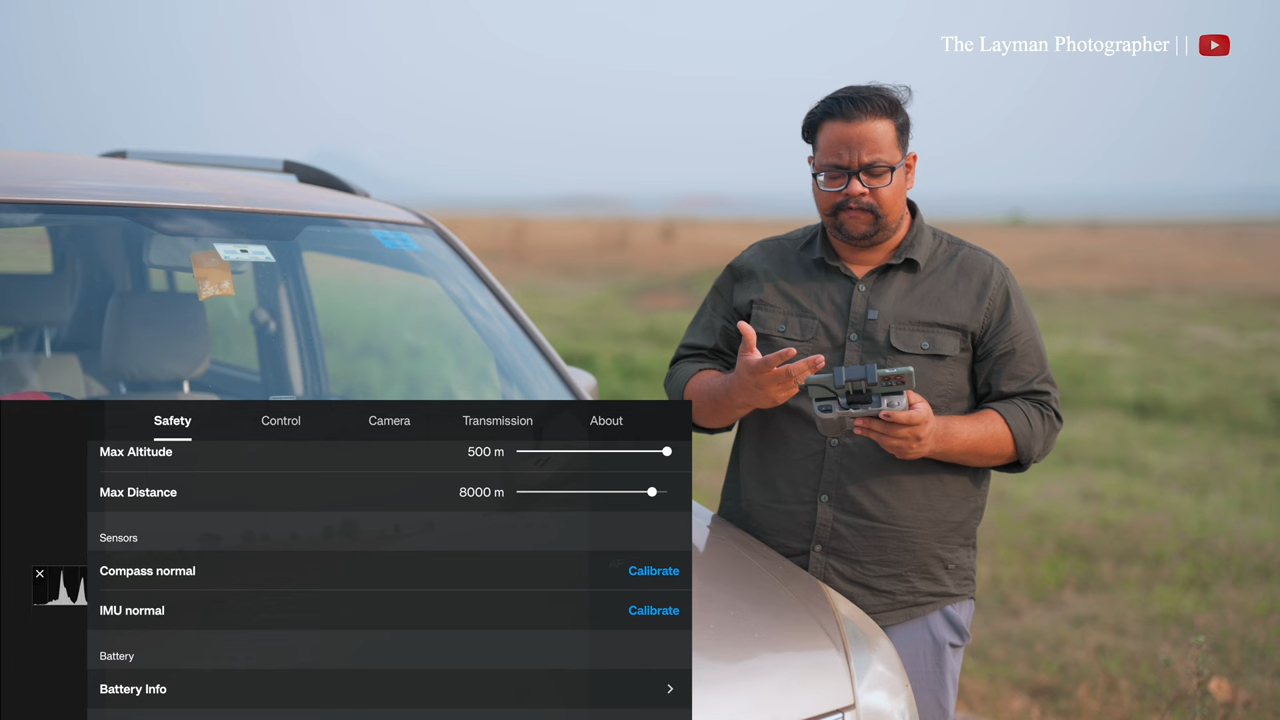 The Layman Photographer ||
Safety Control Camera Transmission About
Max Altitude 500 m
Max Distance 8000 m
Sensors
Compass normal Calibrate
IMU normal Calibrate
Battery
Battery Info